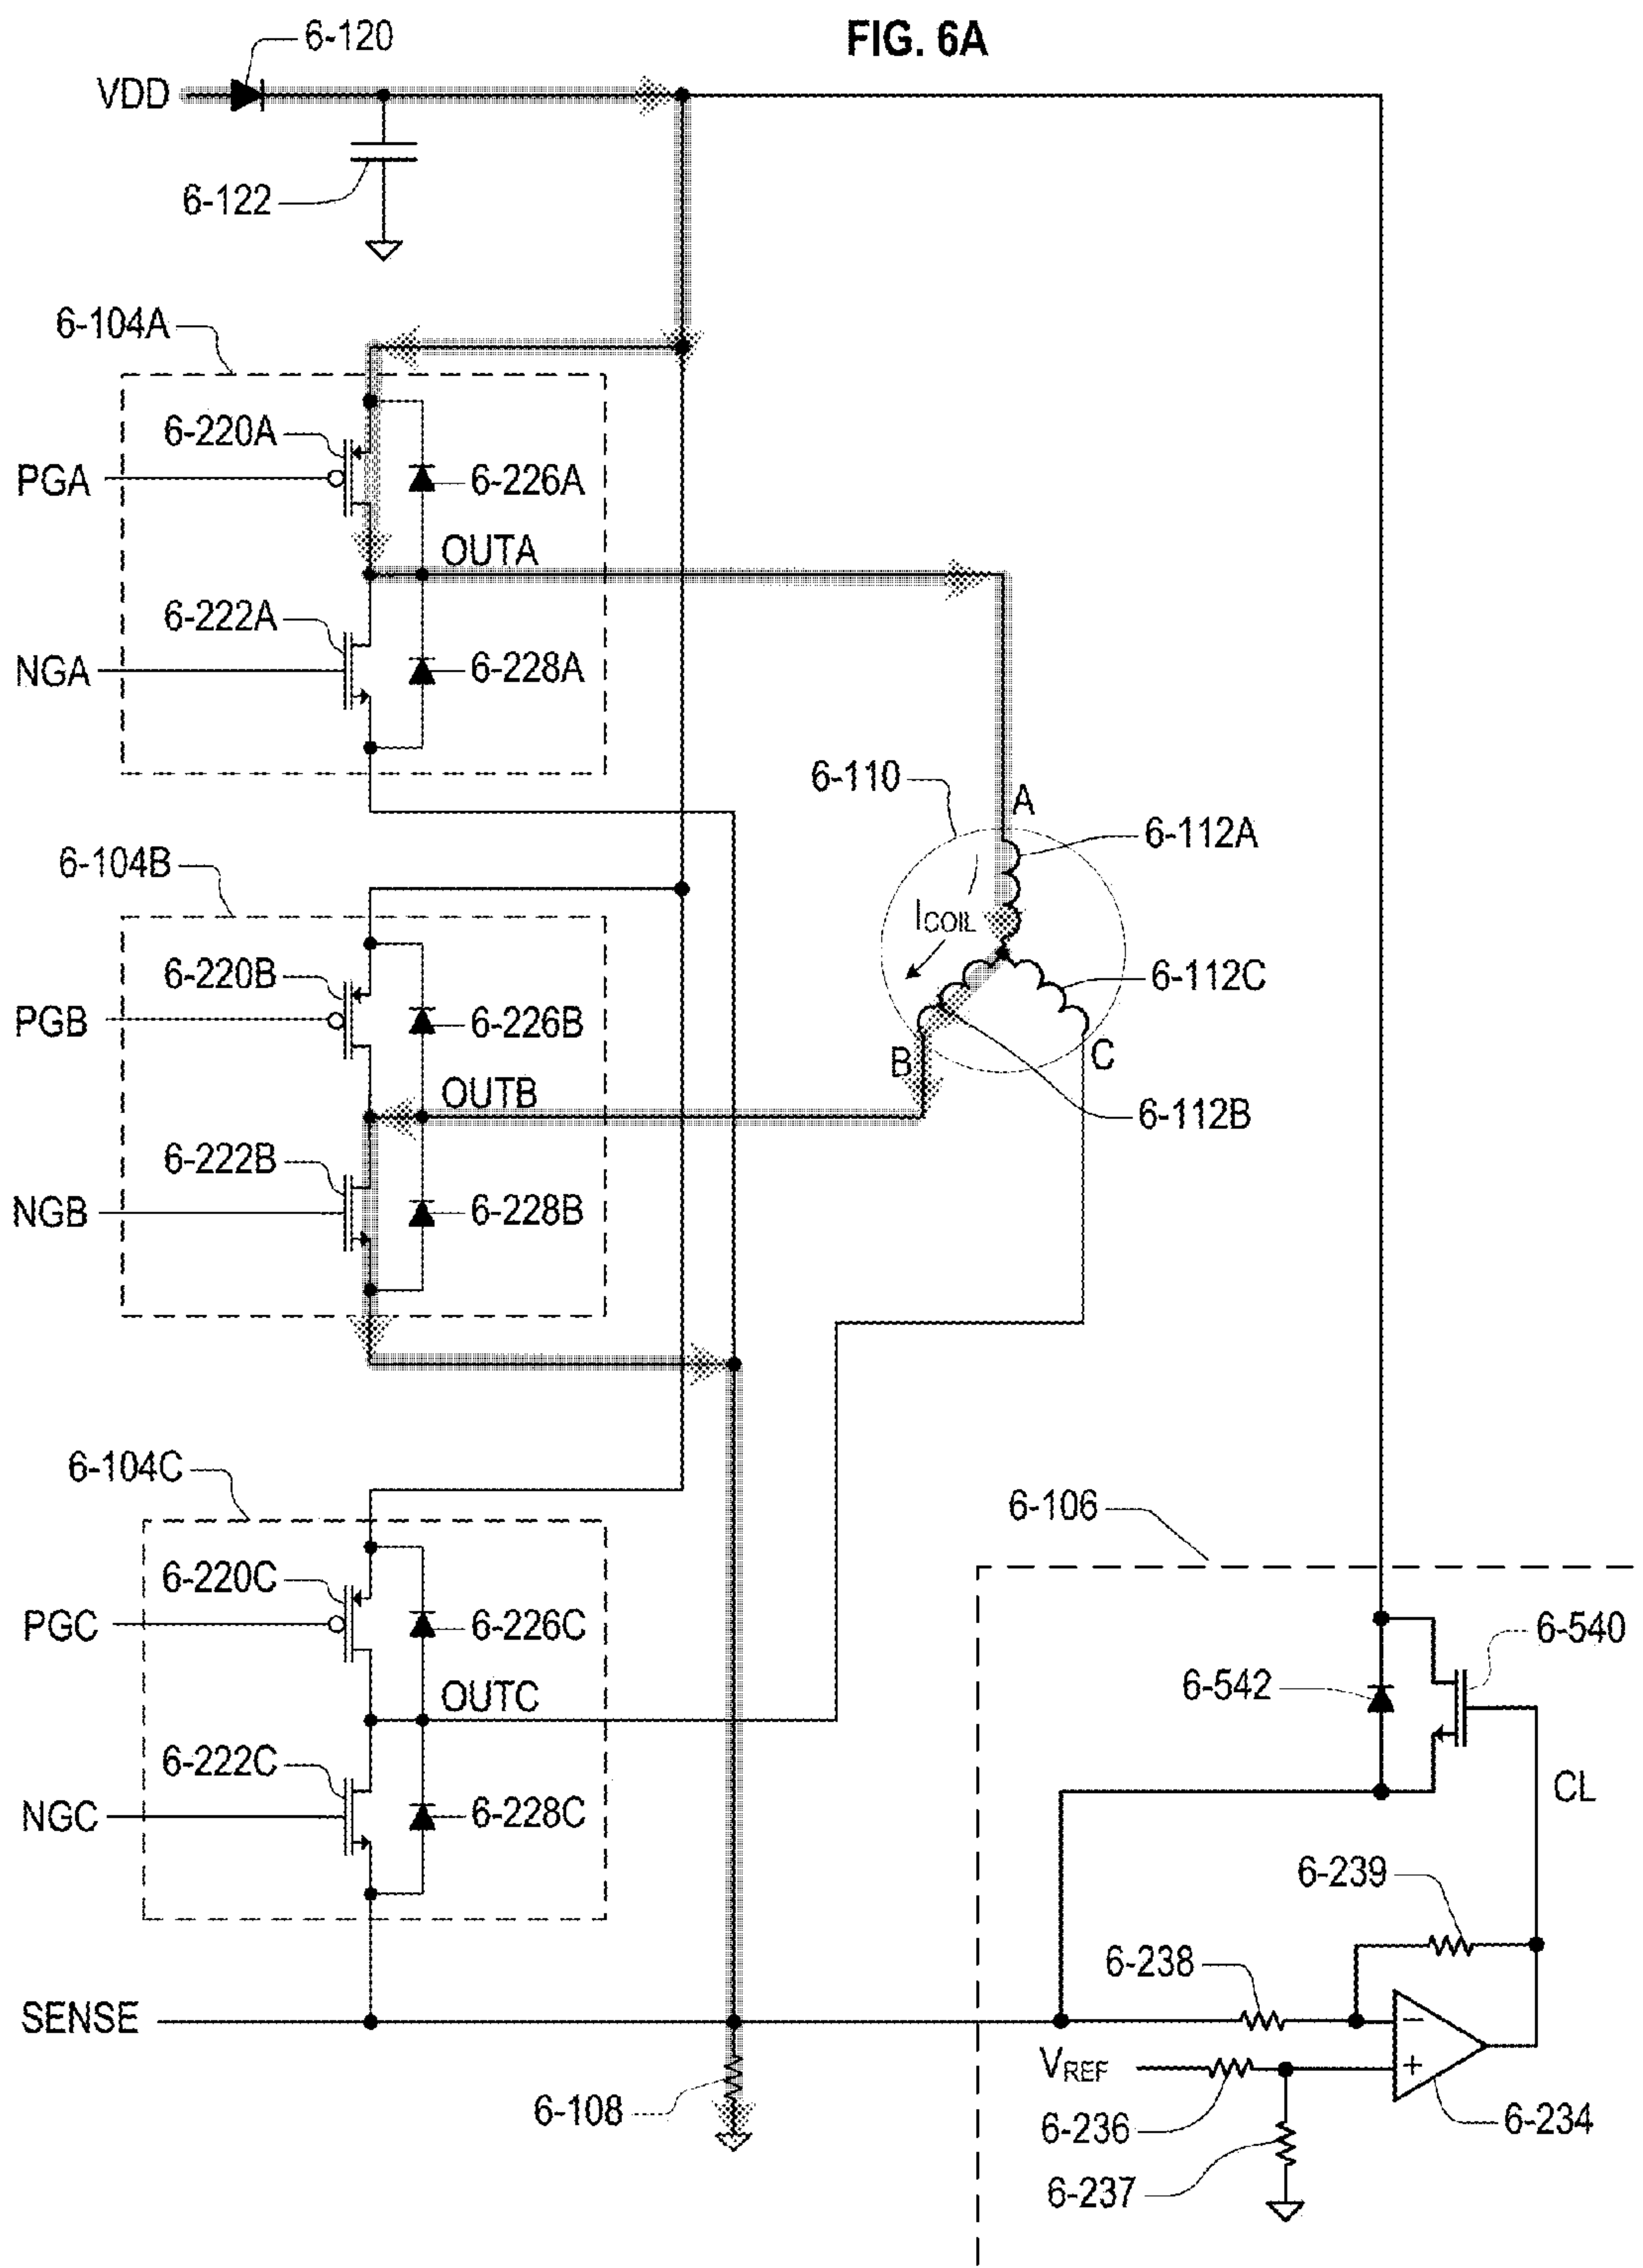 FIG. 6A
6-120
VDD
6-122
6-104A
6-220A
PGA
6-226A
OUTA
6-222A
NGA
6-228A
6-110
A
6-112A
6-104B
I_COIL
6-220B
6-112C
PGB
6-226B
B
C
OUTB
6-112B
6-222B
NGB
6-228B
6-104C
6-106
6-220C
PGC
6-226C
6-540
6-542
OUTC
6-222C
CL
NGC
6-228C
6-239
6-238
SENSE
−
V_REF
+
6-108
6-236
6-234
6-237